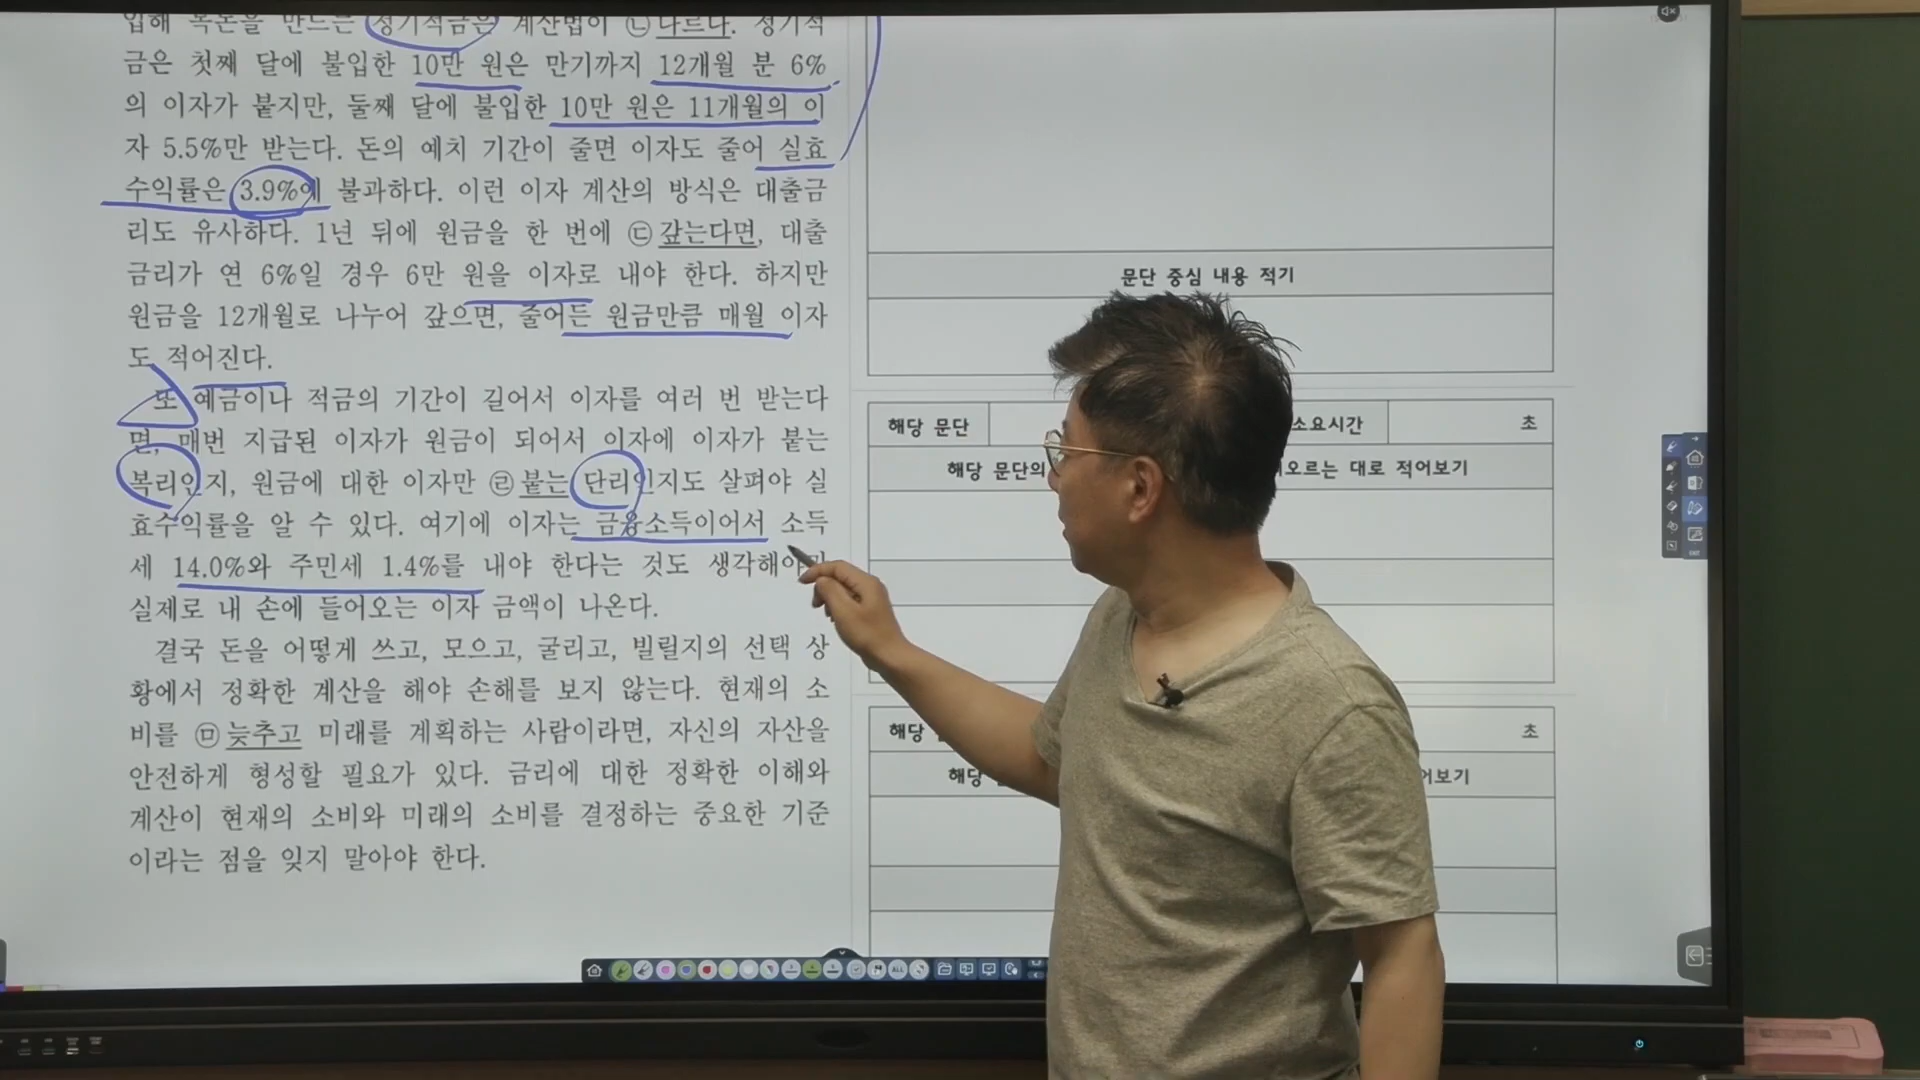 입해 목돈을 만드는 정기적금은 계산법이 ㉡ 다르다. 정기적
금은 첫째 달에 불입한 10만 원은 만기까지 12개월 분 6%
의 이자가 붙지만, 둘째 달에 불입한 10만 원은 11개월의 이
자 5.5%만 받는다. 돈의 예치 기간이 줄면 이자도 줄어 실효
수익률은 3.9%에 불과하다. 이런 이자 계산의 방식은 대출금
리도 유사하다. 1년 뒤에 원금을 한 번에 ㉢ 갚는다면, 대출
금리가 연 6%일 경우 6만 원을 이자로 내야 한다. 하지만
원금을 12개월로 나누어 갚으면, 줄어든 원금만큼 매월 이자
도 적어진다.
또 예금이나 적금의 기간이 길어서 이자를 여러 번 받는다
면, 매번 지급된 이자가 원금이 되어서 이자에 이자가 붙는
복리인지, 원금에 대한 이자만 ㉣ 붙는 단리인지도 살펴야 실
효수익률을 알 수 있다. 여기에 이자는 금융소득이어서 소득
세 14.0%와 주민세 1.4%를 내야 한다는 것도 생각해야
실제로 내 손에 들어오는 이자 금액이 나온다.
결국 돈을 어떻게 쓰고, 모으고, 굴리고, 빌릴지의 선택 상
황에서 정확한 계산을 해야 손해를 보지 않는다. 현재의 소
비를 ㉤ 늦추고 미래를 계획하는 사람이라면, 자신의 자산을
안전하게 형성할 필요가 있다. 금리에 대한 정확한 이해와
계산이 현재의 소비와 미래의 소비를 결정하는 중요한 기준
이라는 점을 잊지 말아야 한다.
문단 중심 내용 적기
해당 문단 소요시간 초
해당 문단의 오르는 대로 적어보기
해당 초
해당 어보기
ALL